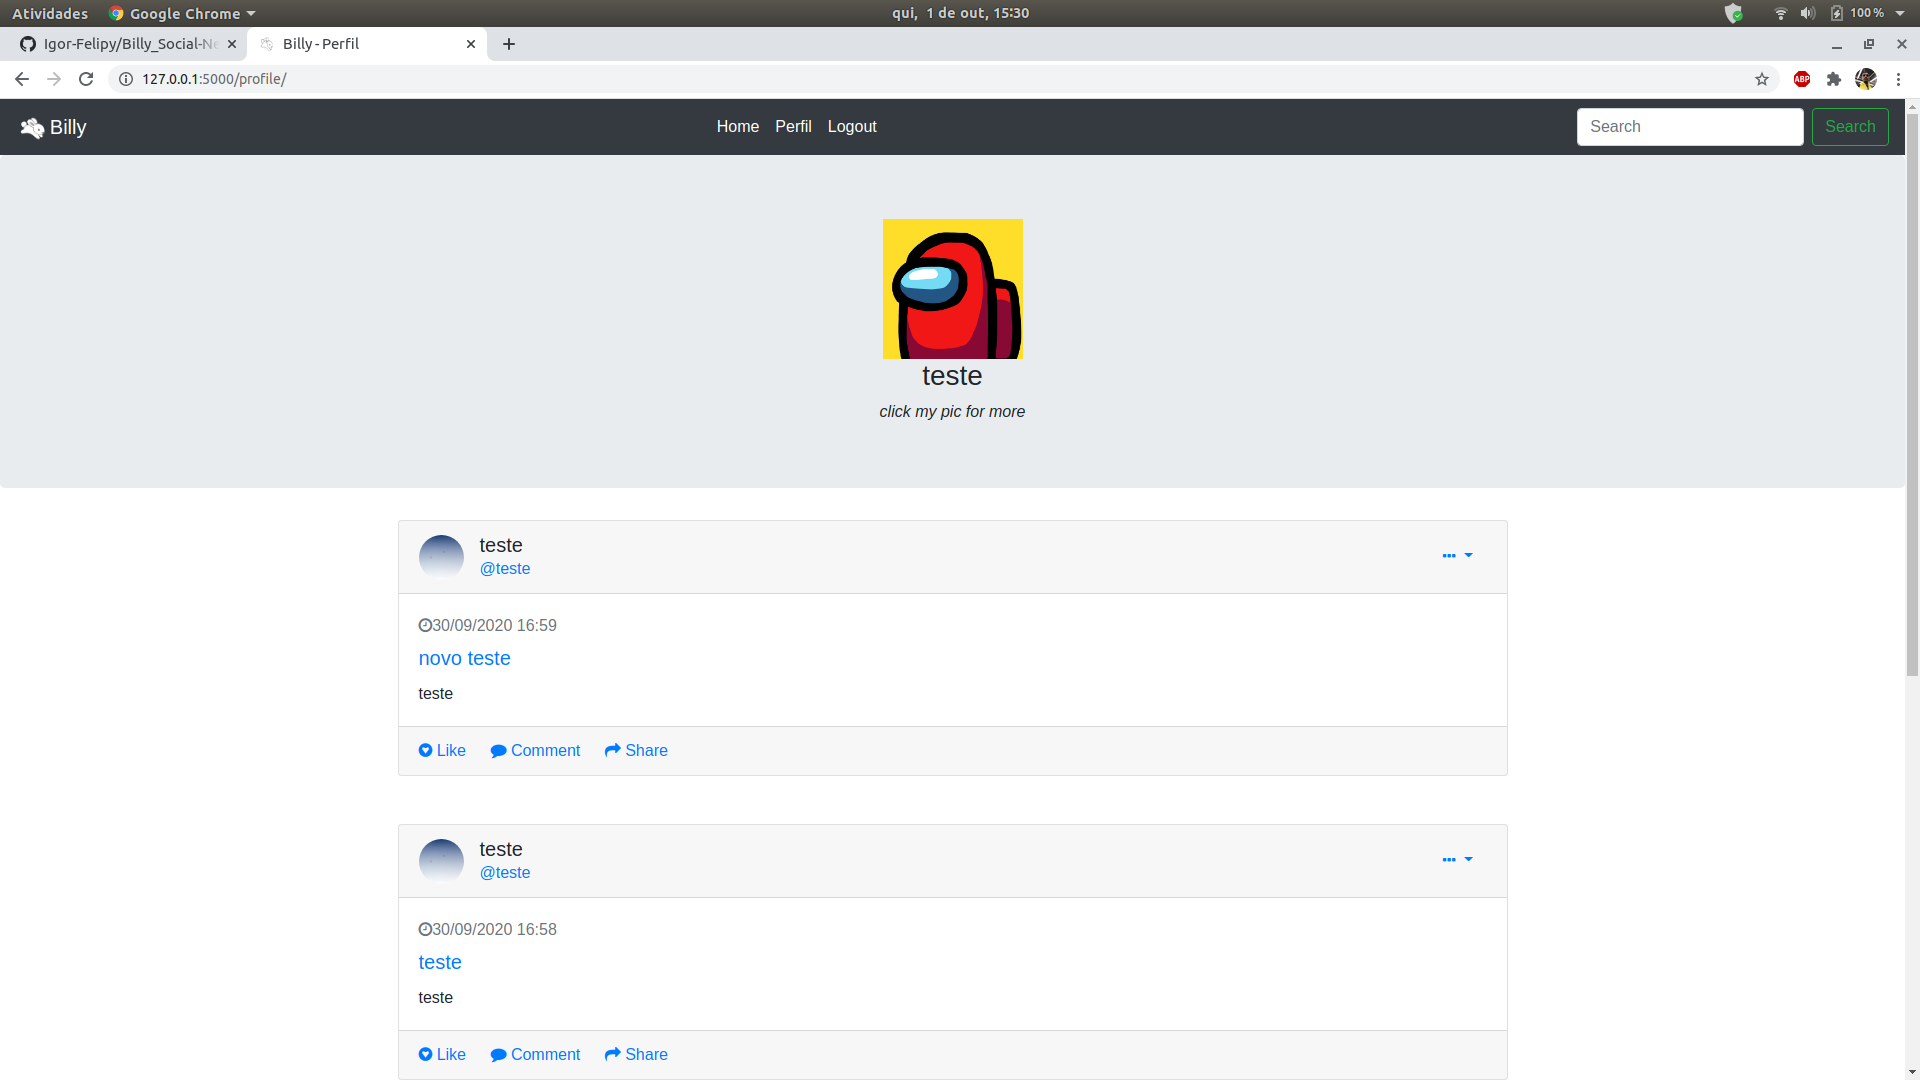 Atividades Google Chrome qui, 1 de out, 15:30 100%
Igor-Felipy/Billy_Social-Ne Billy - Perfil
127.0.0.1:5000/profile/ ABP
Billy Home Perfil Logout Search Search
teste
click my pic for more
teste
@teste
30/09/2020 16:59
novo teste
teste
Like Comment Share
teste
@teste
30/09/2020 16:58
teste
teste
Like Comment Share